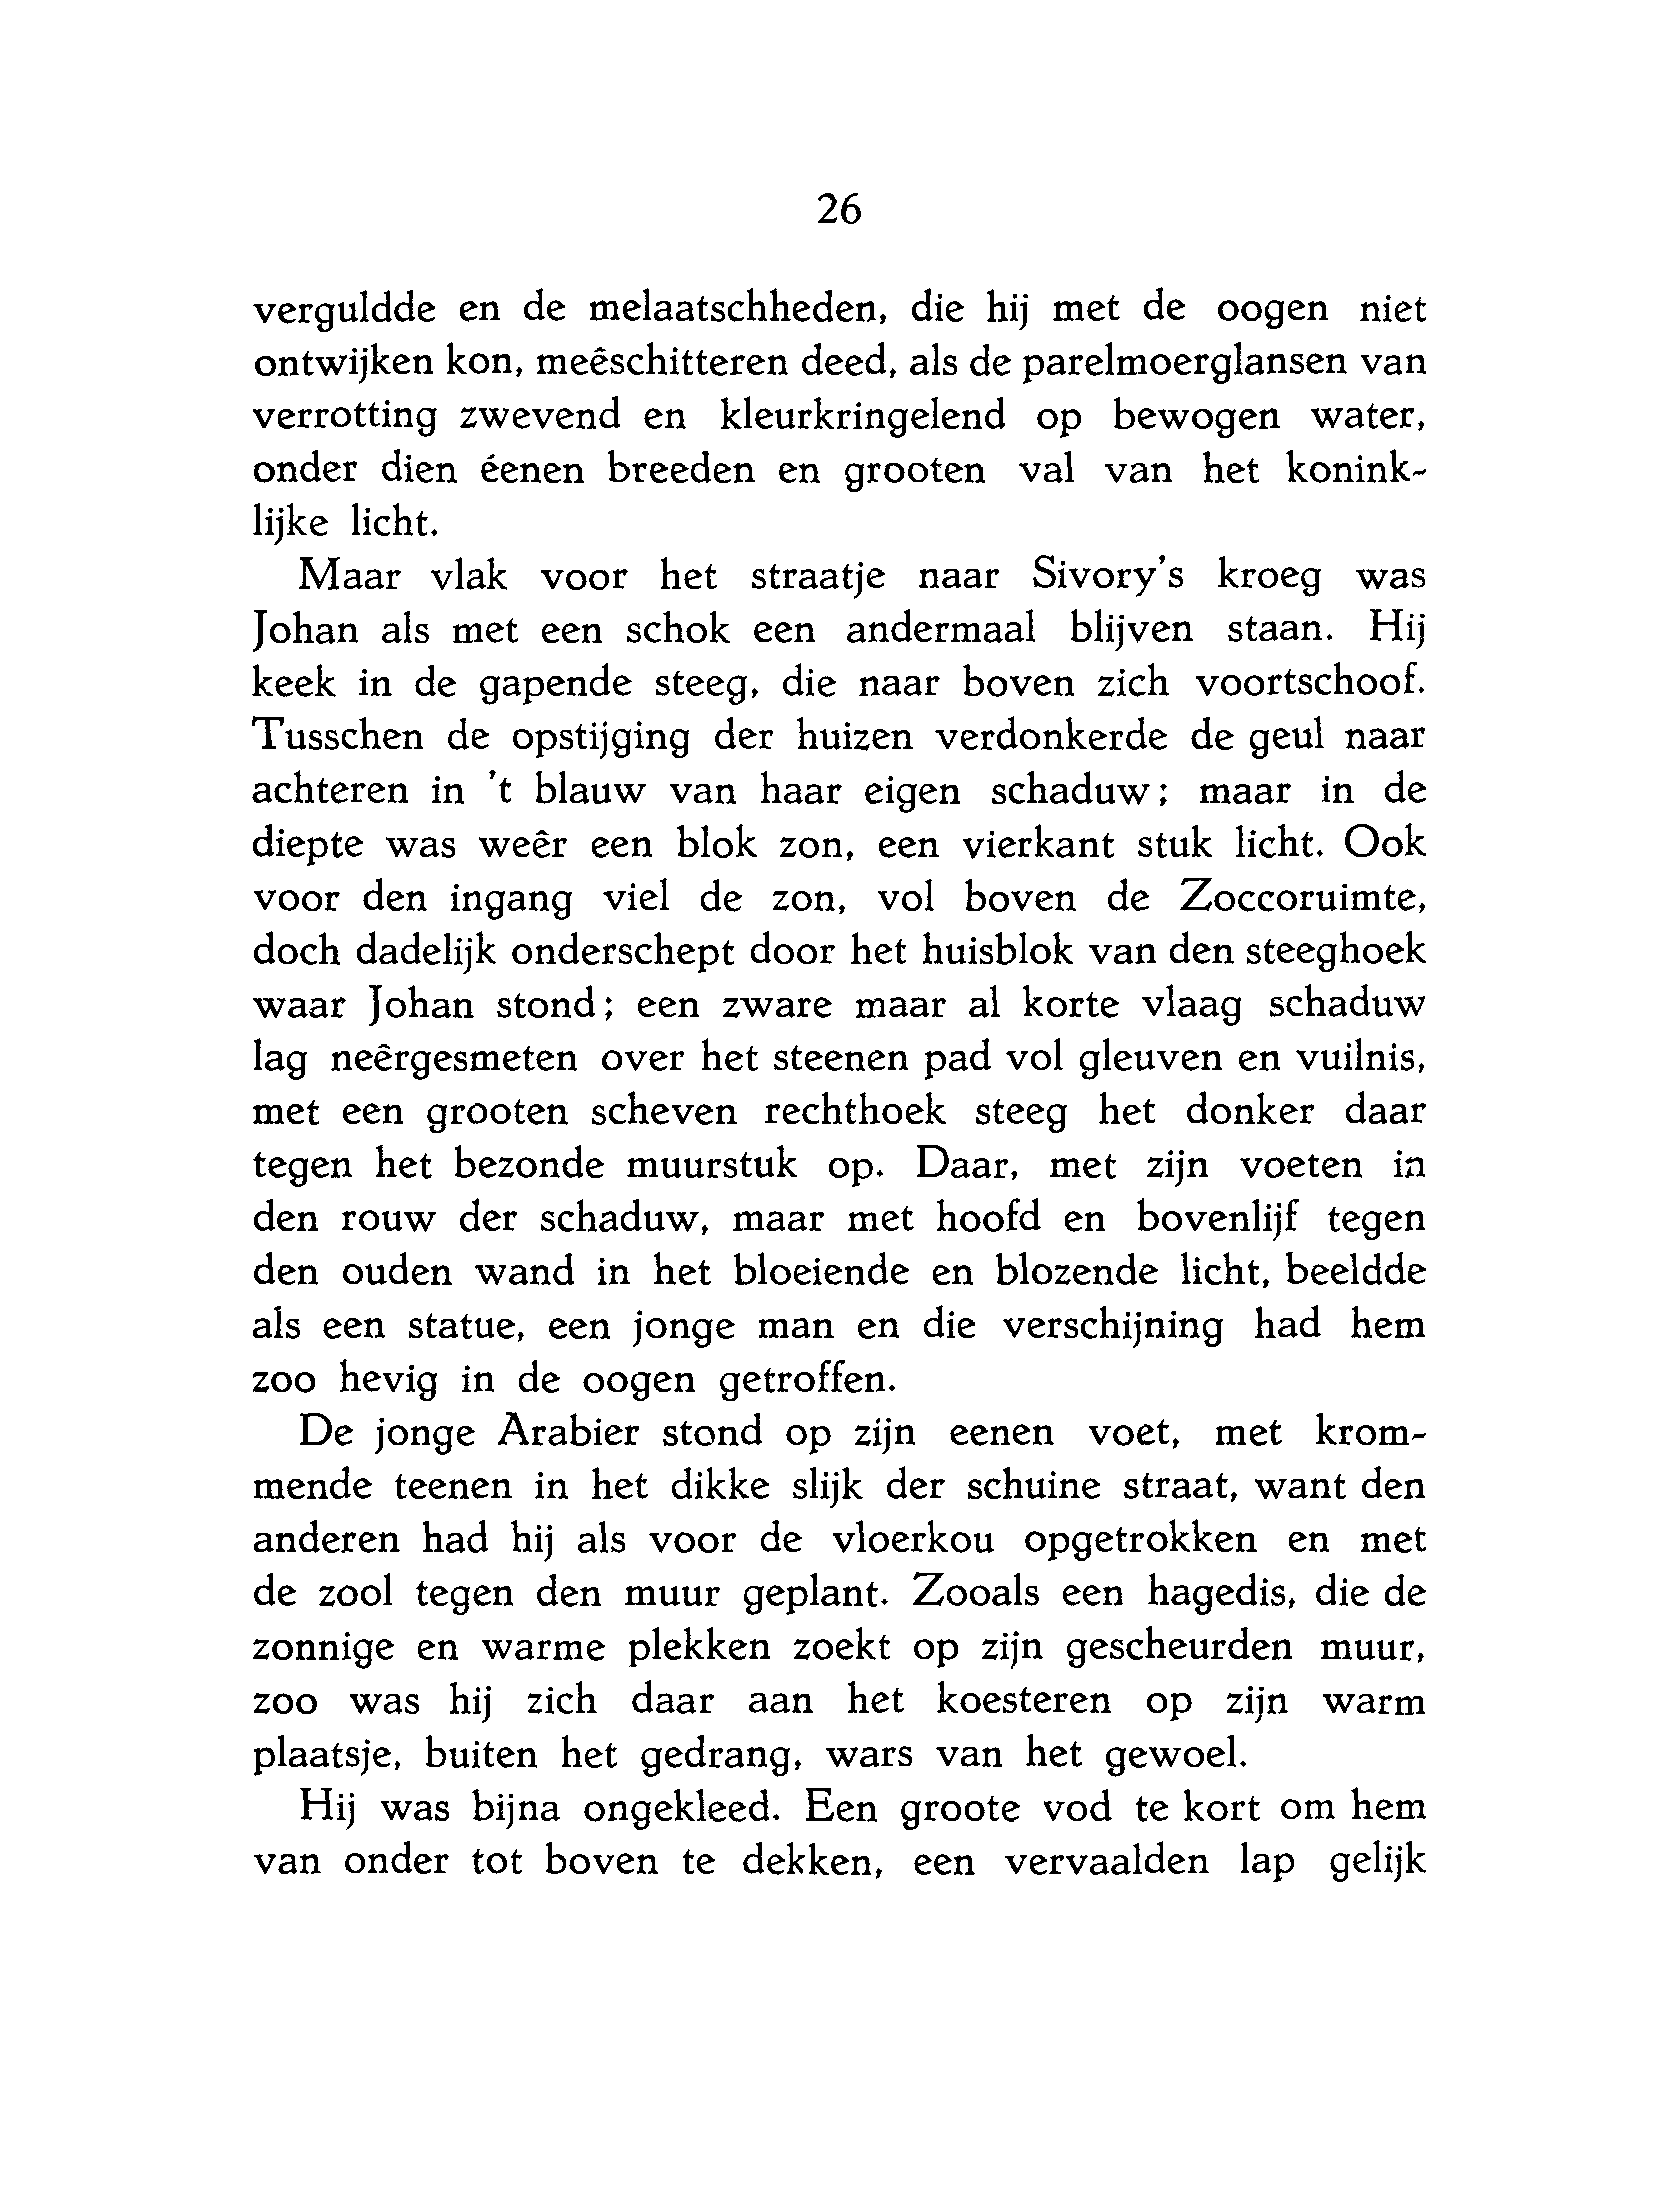 26
verguldde en de melaatschheden, die hij met de oogen niet
ontwijken kon, meêschitteren deed, als de parelmoerglansen van
verrotting zwevend en kleurkringelend op bewogen water,
onder dien éenen breeden en grooten val van het konink-
lijke licht.
Maar vlak voor het straatje naar Sivory's kroeg was
Johan als met een schok een andermaal blijven staan. Hij
keek in de gapende steeg, die naar boven zich voortschoof.
Tusschen de opstijging der huizen verdonkerde de geul naar
achteren in 't blauw van haar eigen schaduw; maar in de
diepte was weêr een blok zon, een vierkant stuk licht. Ook
voor den ingang viel de zon, vol boven de Zoccoruimte,
doch dadelijk onderschept door het huisblok van den steeghoek
waar Johan stond; een zware maar al korte vlaag schaduw
lag neêrgesmeten over het steenen pad vol gleuven en vuilnis,
met een grooten scheven rechthoek steeg het donker daar
tegen het bezonde muurstuk op. Daar, met zijn voeten in
den rouw der schaduw, maar met hoofd en bovenlijf tegen
den ouden wand in het bloeiende en blozende licht, beeldde
als een statue, een jonge man en die verschijning had hem
zoo hevig in de oogen getroffen.
De jonge Arabier stond op zijn eenen voet, met krom-
mende teenen in het dikke slijk der schuine straat, want den
anderen had hij als voor de vloerkou opgetrokken en met
de zool tegen den muur geplant. Zooals een hagedis, die de
zonnige en warme plekken zoekt op zijn gescheurden muur,
zoo was hij zich daar aan het koesteren op zijn warm
plaatsje, buiten het gedrang, wars van het gewoel.
Hij was bijna ongekleed. Een groote vod te kort om hem
van onder tot boven te dekken, een vervaalden lap gelijk